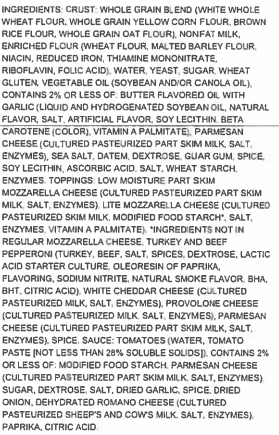 INGREDIENTS: CRUST: WHOLE GRAIN BLEND (WHITE WHOLE
WHEAT FLOUR, WHOLE GRAIN YELLOW CORN FLOUR, BROWN
RICE FLOUR, WHOLE GRAIN OAT FLOUR), NONFAT MILK,
ENRICHED FLOUR (WHEAT FLOUR, MALTED BARLEY FLOUR,
NIACIN, REDUCED IRON, THIAMINE MONONITRATE,
RIBOFLAVIN, FOLIC ACID), WATER, YEAST, SUGAR, WHEAT
GLUTEN, VEGETABLE OIL (SOYBEAN AND/OR CANOLA OIL),
CONTAINS 2% OR LESS OF: BUTTER FLAVORED OIL WITH
GARLIC (LIQUID AND HYDROGENATED SOYBEAN OIL, NATURAL
FLAVOR, SALT, ARTIFICIAL FLAVOR, SOY LECITHIN, BETA
CAROTENE (COLOR), VITAMIN A PALMITATE), PARMESAN
CHEESE (CULTURED PASTEURIZED PART SKIM MILK, SALT,
ENZYMES), SEA SALT, DATEM, DEXTROSE, GUAR GUM, SPICE,
SOY LECITHIN, ASCORBIC ACID, SALT, WHEAT STARCH,
ENZYMES. TOPPINGS: LOW MOISTURE PART SKIM
MOZZARELLA CHEESE (CULTURED PASTEURIZED PART SKIM
MILK, SALT, ENZYMES), LITE MOZZARELLA CHEESE (CULTURED
PASTEURIZED SKIM MILK, MODIFIED FOOD STARCH*, SALT,
ENZYMES, VITAMIN A PALMITATE), *INGREDIENTS NOT IN
REGULAR MOZZARELLA CHEESE, TURKEY AND BEEF
PEPPERONI (TURKEY, BEEF, SALT, SPICES, DEXTROSE, LACTIC
ACID STARTER CULTURE, OLEORESIN OF PAPRIKA,
FLAVORING, SODIUM NITRITE, NATURAL SMOKE FLAVOR, BHA,
BHT, CITRIC ACID), WHITE CHEDDAR CHEESE (CULTURED
PASTEURIZED MILK, SALT, ENZYMES), PROVOLONE CHEESE
(CULTURED PASTEURIZED MILK, SALT, ENZYMES), PARMESAN
CHEESE (CULTURED PASTEURIZED PART SKIM MILK, SALT,
ENZYMES), SPICE. SAUCE: TOMATOES (WATER, TOMATO
PASTE [NOT LESS THAN 28% SOLUBLE SOLIDS]), CONTAINS 2%
OR LESS OF: MODIFIED FOOD STARCH, PARMESAN CHEESE
(CULTURED PASTEURIZED PART SKIM MILK, SALT, ENZYMES),
SUGAR, DEXTROSE, SALT, DRIED GARLIC, SPICE, DRIED
ONION, DEHYDRATED ROMANO CHEESE (CULTURED
PASTEURIZED SHEEP'S AND COW'S MILK, SALT, ENZYMES),
PAPRIKA, CITRIC ACID.